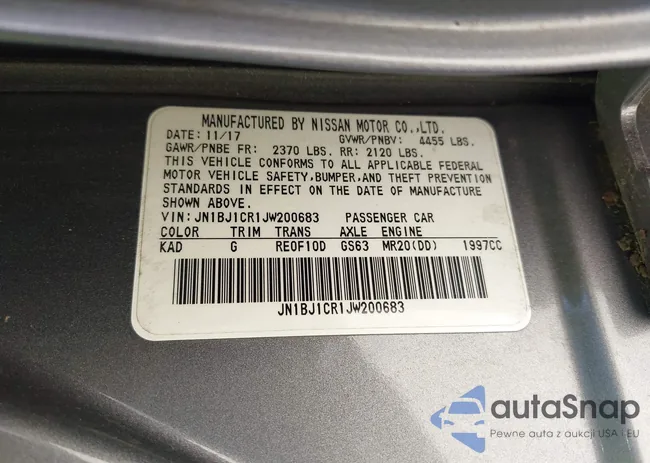 MANUFACTURED BY NISSAN MOTOR CO.,LTD.
DATE: 11/17 GVWR/PNBV: 4455 LBS.
GAWR/PNBE FR: 2370 LBS. RR: 2120 LBS.
THIS VEHICLE CONFORMS TO ALL APPLICABLE FEDERAL
MOTOR VEHICLE SAFETY,BUMPER,AND THEFT PREVENTION
STANDARDS IN EFFECT ON THE DATE OF MANUFACTURE
SHOWN ABOVE.
VIN: JN1BJ1CR1JW200683 PASSENGER CAR
COLOR TRIM TRANS AXLE ENGINE
KAD G RE0F10D GS63 MR20(DD) 1997CC
JN1BJ1CR1JW200683
autaSnap
Pewne auta z aukcji USA i EU